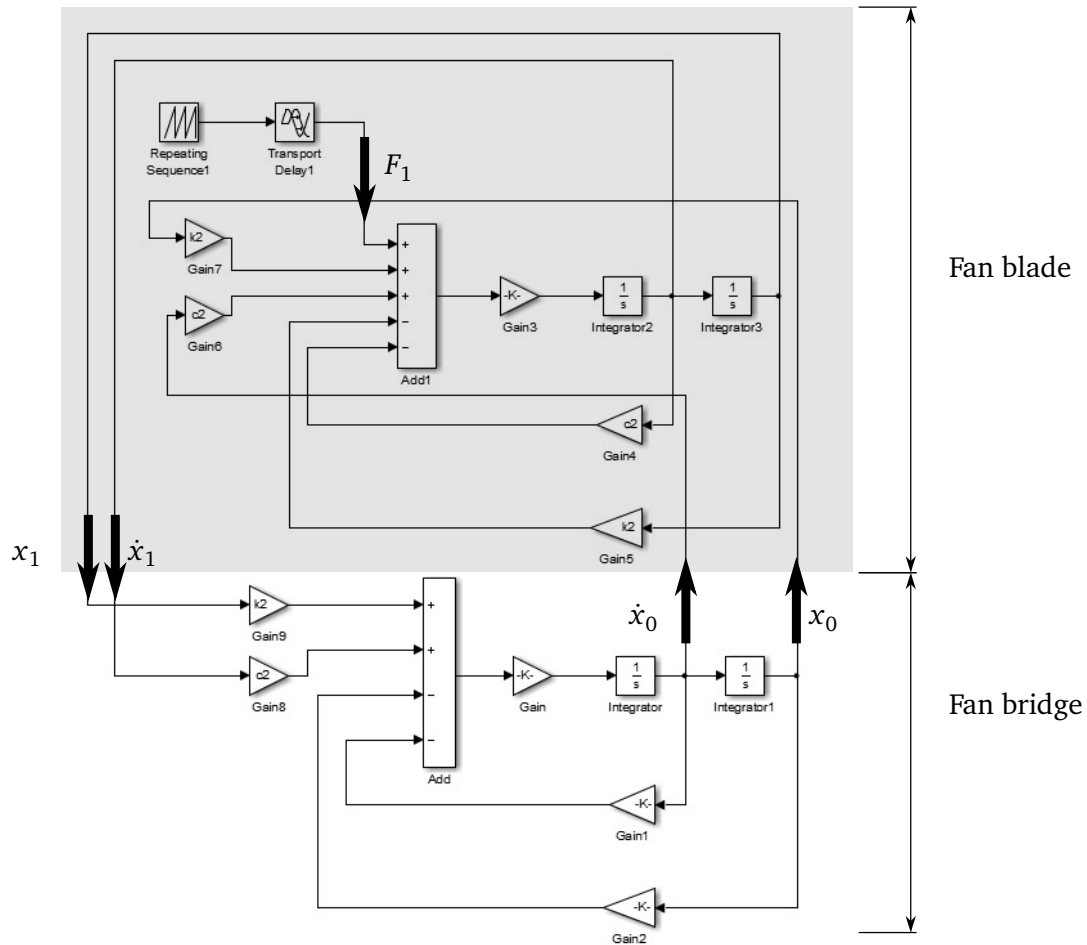 Repeating
Sequence1
Transport
Delay1
F₁
k2
Gain7
c2
Gain6
+
+
+
−
−
Add1
-K-
Gain3
1
s
Integrator2
1
s
Integrator3
Fan blade
c2
Gain4
k2
Gain5
x₁
ẋ₁
ẋ₀
x₀
k2
Gain9
c2
Gain8
+
+
−
−
Add
-K-
Gain
1
s
Integrator
1
s
Integrator1
Fan bridge
-K-
Gain1
-K-
Gain2